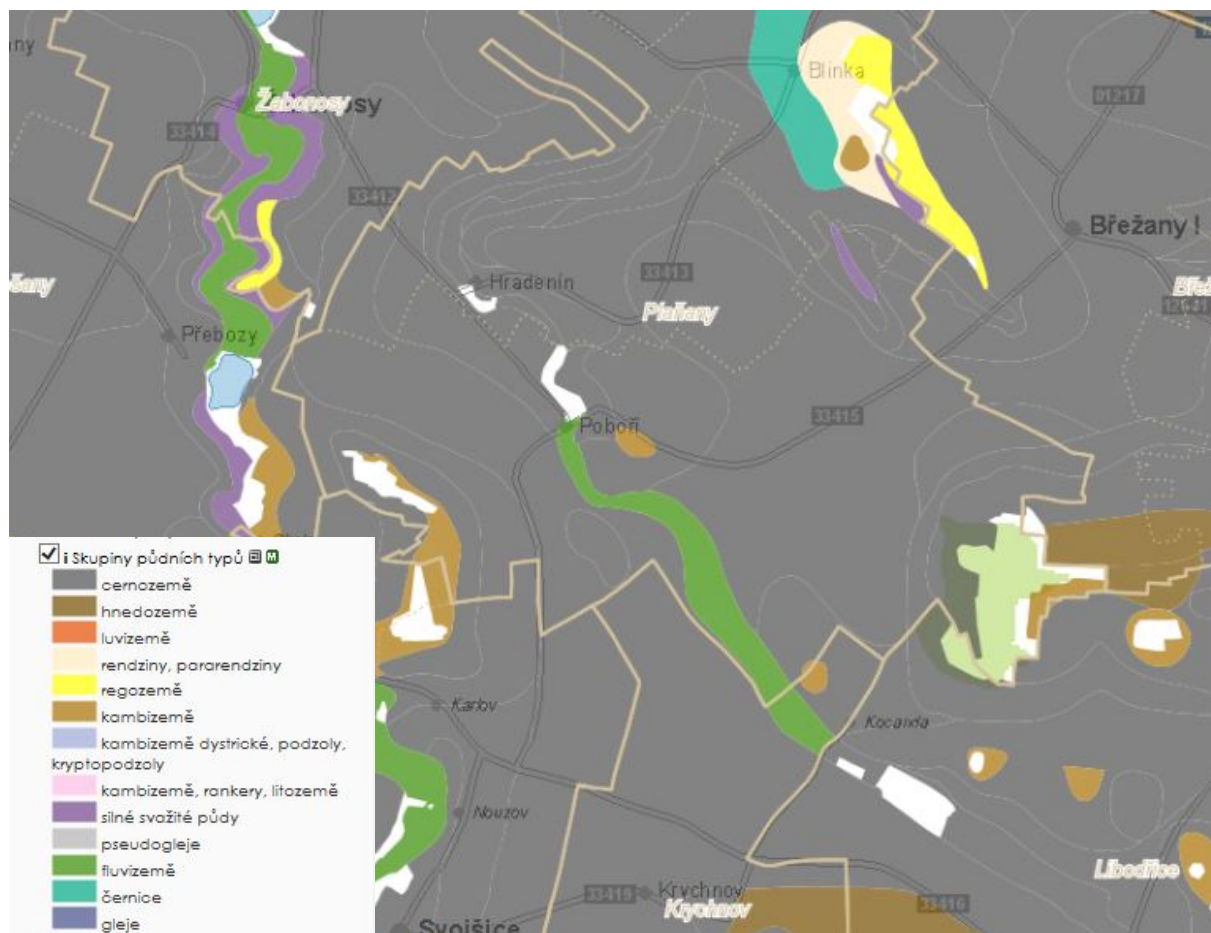 Žabonosy
33414
33412
Blinka
01217
Břežany I
Hradenín
33413
Plaňany
Přebozy
Poboří
33415
Karlov
Kocanda
Nouzov
Libodřice
33419
Krychnov
Krychnov
33416
Svojšice
i Skupiny půdních typů
M
cernozemě
hnedozemě
luvizemě
rendziny, pararendziny
regozemě
kambizemě
kambizemě dystrické, podzoly,
kryptopodzoly
kambizemě, rankery, litozemě
silné svažité půdy
pseudogleje
fluvizemě
černice
gleje